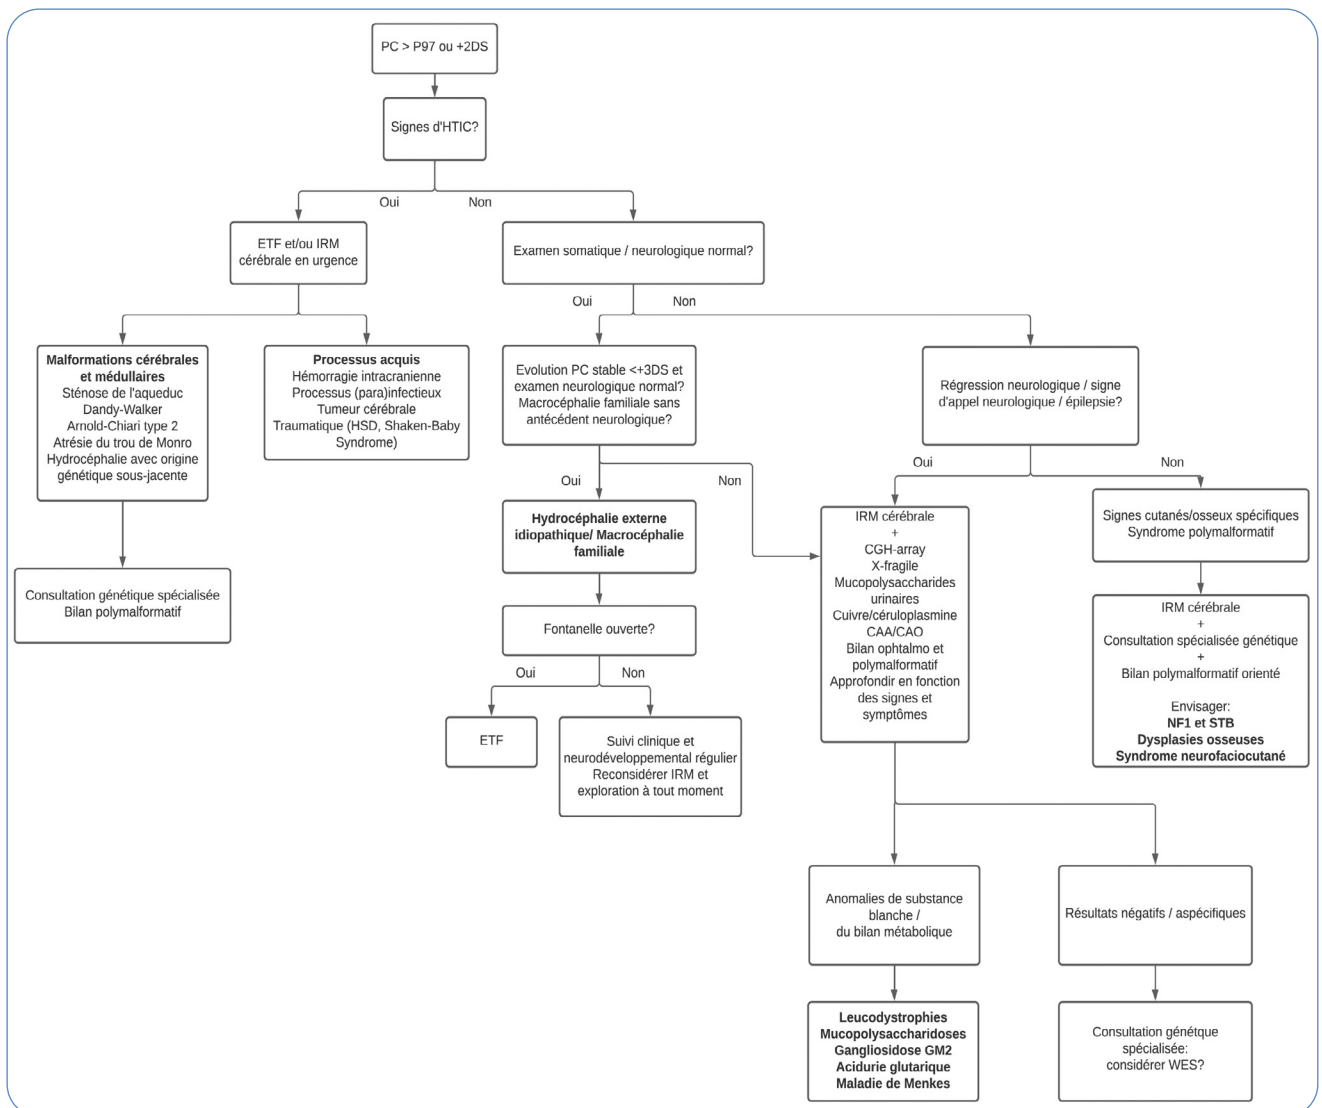 PC > P97 ou +2DS
Signes d'HTIC?
Oui
Non
ETF et/ou IRM
cérébrale en urgence
Examen somatique / neurologique normal?
Oui
Non
Malformations cérébrales
et médullaires
Sténose de l'aqueduc
Dandy-Walker
Arnold-Chiari type 2
Atrésie du trou de Monro
Hydrocéphalie avec origine
génétique sous-jacente
Processus acquis
Hémorragie intracranienne
Processus (para)infectieux
Tumeur cérébrale
Traumatique (HSD, Shaken-Baby
Syndrome)
Evolution PC stable <+3DS et
examen neurologique normal?
Macrocéphalie familiale sans
antécédent neurologique?
Régression neurologique / signe
d'appel neurologique / épilepsie?
Oui
Non
Oui
Non
Consultation génétique spécialisée
Bilan polymalformatif
Hydrocéphalie externe
idiopathique/ Macrocéphalie
familiale
IRM cérébrale
+
CGH-array
X-fragile
Mucopolysaccharides
urinaires
Cuivre/céruloplasmine
CAA/CAO
Bilan ophtalmo et
polymalformatif
Approfondir en fonction
des signes et
symptômes
Signes cutanés/osseux spécifiques
Syndrome polymalformatif
Fontanelle ouverte?
Oui
Non
IRM cérébrale
+
Consultation spécialisée génétique
+
Bilan polymalformatif orienté
Envisager:
NF1 et STB
Dysplasies osseuses
Syndrome neurofaciocutané
ETF
Suivi clinique et
neurodéveloppemental régulier
Reconsidérer IRM et
exploration à tout moment
Anomalies de substance
blanche /
du bilan métabolique
Résultats négatifs / aspécifiques
Leucodystrophies
Mucopolysaccharidoses
Gangliosidose GM2
Acidurie glutarique
Maladie de Menkes
Consultation génétque
spécialisée:
considérer WES?